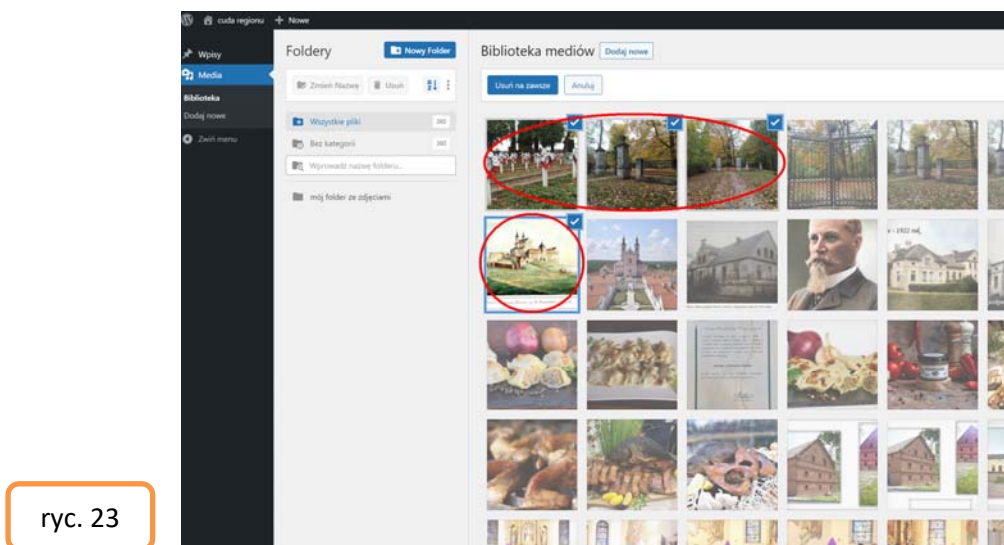 cuda regionu + Nowe
Wpisy
Media
Biblioteka
Dodaj nowe
Zwiń menu
Foldery
Nowy Folder
Zmień Nazwę
Usuń
Wszystkie pliki 360
Bez kategorii 360
Wprowadź nazwę folderu...
mój folder ze zdjęciami
Biblioteka mediów Dodaj nowe
Usuń na zawsze Anuluj
- 1922 rok
ryc. 23